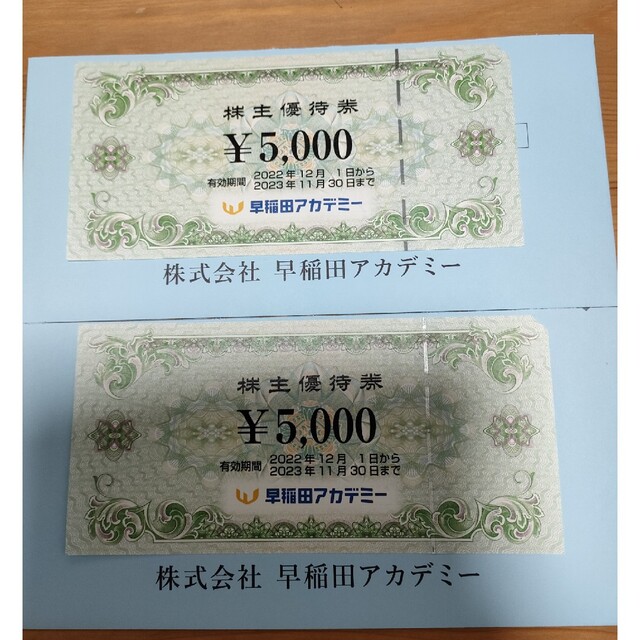 株主優待券
¥5,000
有効期間 2022年12月 1日から
2023年11月30日まで
早稲田アカデミー
株式会社 早稲田アカデミー
株主優待券
¥5,000
有効期間 2022年12月 1日から
2023年11月30日まで
早稲田アカデミー
株式会社 早稲田アカデミー